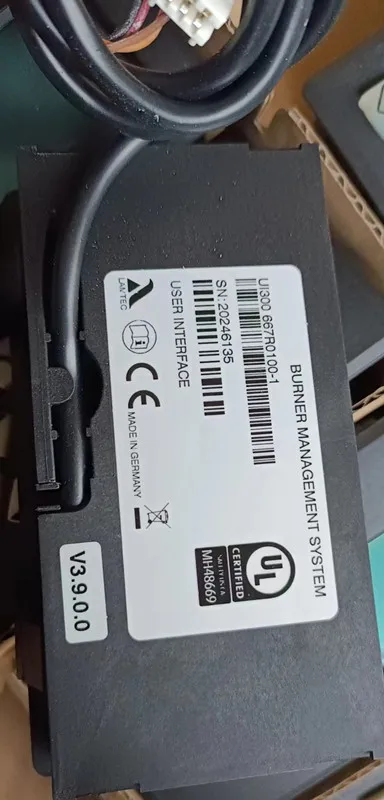 BURNER MANAGEMENT SYSTEM
UI300 667R0100-1
SN:20246135
USER INTERFACE
LAMTEC
MADE IN GERMANY
UL
CERTIFIED
MH48669
V3.9.0.0